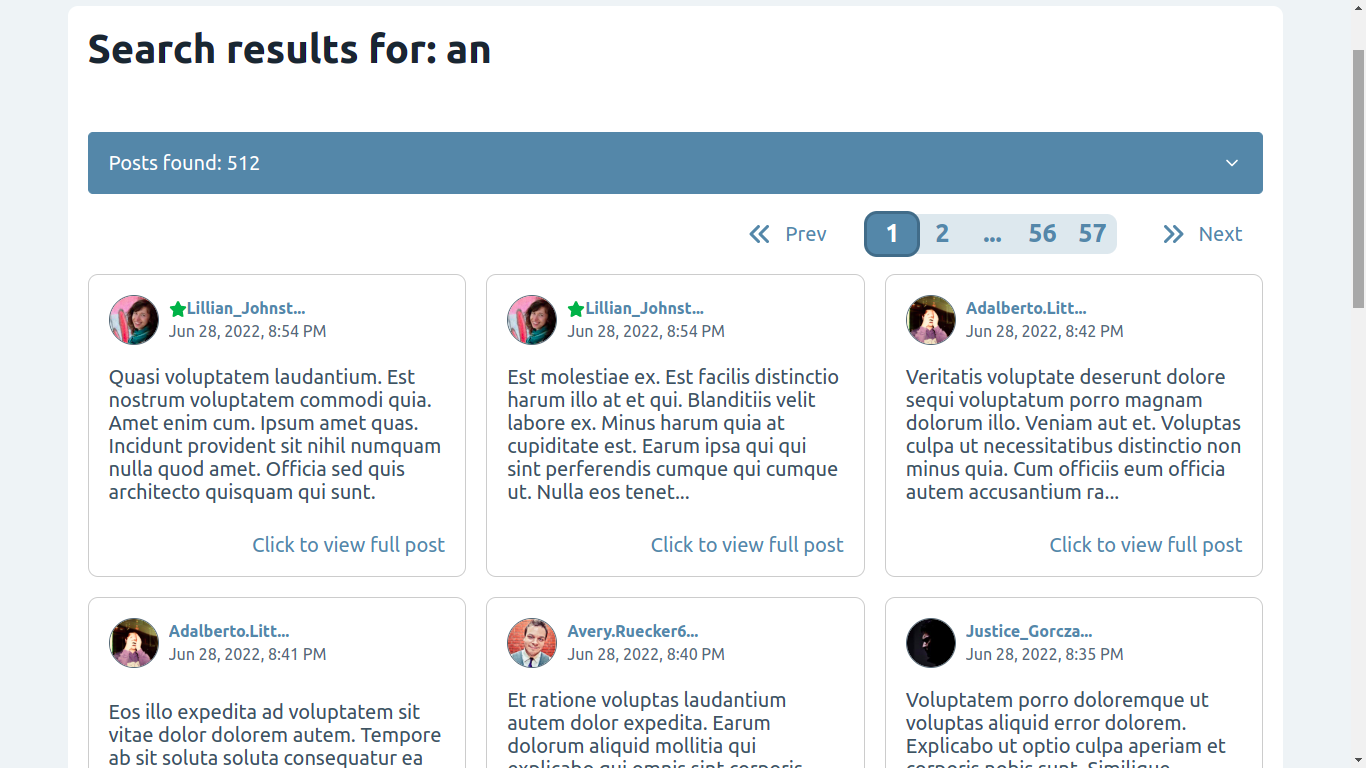 Search results for: an
Posts found: 512
Prev 1 2 ... 56 57 Next
Lillian_Johnst...
Jun 28, 2022, 8:54 PM
Quasi voluptatem laudantium. Est
nostrum voluptatem commodi quia.
Amet enim cum. Ipsum amet quas.
Incidunt provident sit nihil numquam
nulla quod amet. Officia sed quis
architecto quisquam qui sunt.
Click to view full post
Lillian_Johnst...
Jun 28, 2022, 8:54 PM
Est molestiae ex. Est facilis distinctio
harum illo at et qui. Blanditiis velit
labore ex. Minus harum quia at
cupiditate est. Earum ipsa qui qui
sint perferendis cumque qui cumque
ut. Nulla eos tenet...
Click to view full post
Adalberto.Litt...
Jun 28, 2022, 8:42 PM
Veritatis voluptate deserunt dolore
sequi voluptatum porro magnam
dolorum illo. Veniam aut et. Voluptas
culpa ut necessitatibus distinctio non
minus quia. Cum officiis eum officia
autem accusantium ra...
Click to view full post
Adalberto.Litt...
Jun 28, 2022, 8:41 PM
Eos illo expedita ad voluptatem sit
vitae dolor dolorem autem. Tempore
ab sit soluta soluta consequatur ea
Avery.Ruecker6...
Jun 28, 2022, 8:40 PM
Et ratione voluptas laudantium
autem dolor expedita. Earum
dolorum aliquid mollitia qui
explicabo qui omnis sint corporis
Justice_Gorcza...
Jun 28, 2022, 8:35 PM
Voluptatem porro doloremque ut
voluptas aliquid error dolorem.
Explicabo ut optio culpa aperiam et
corporis nobis sunt. Similique